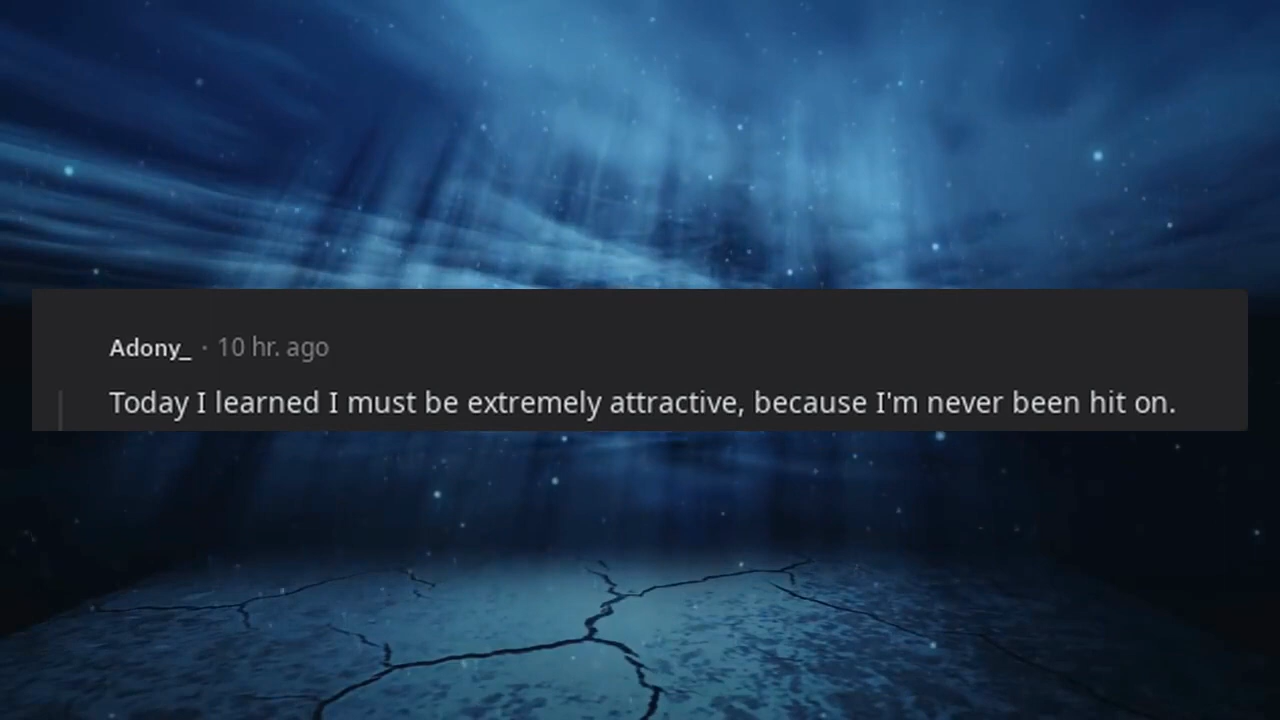 Adony_ · 10 hr. ago
Today I learned I must be extremely attractive, because I'm never been hit on.